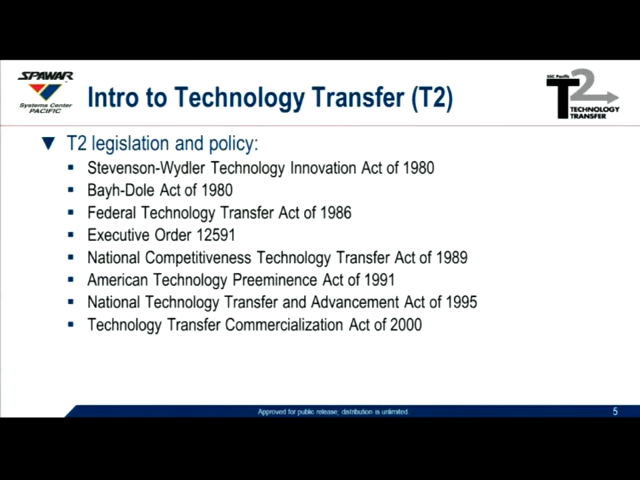 SPAWAR
Systems Center
PACIFIC
Intro to Technology Transfer (T2)
SSC Pacific
T2
TECHNOLOGY
TRANSFER
▼ T2 legislation and policy:
▪ Stevenson-Wydler Technology Innovation Act of 1980
▪ Bayh-Dole Act of 1980
▪ Federal Technology Transfer Act of 1986
▪ Executive Order 12591
▪ National Competitiveness Technology Transfer Act of 1989
▪ American Technology Preeminence Act of 1991
▪ National Technology Transfer and Advancement Act of 1995
▪ Technology Transfer Commercialization Act of 2000
Approved for public release; distribution is unlimited.
5